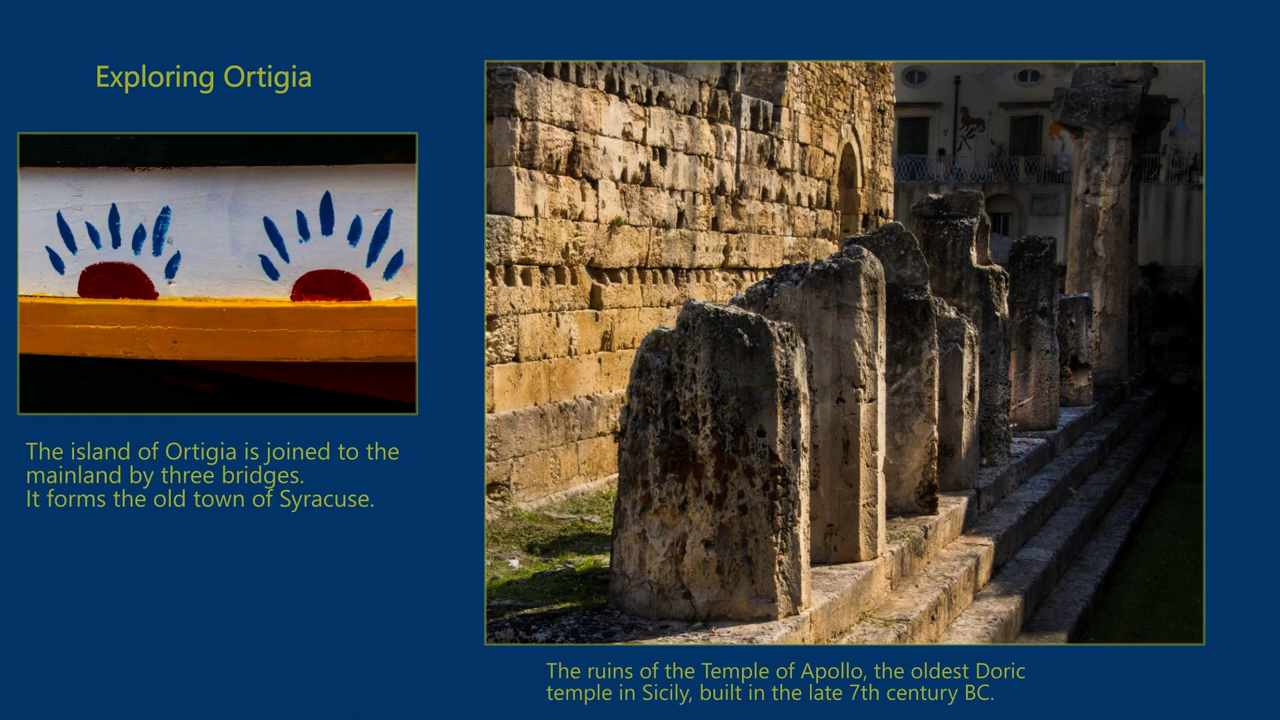 Exploring Ortigia
The island of Ortigia is joined to the
mainland by three bridges.
It forms the old town of Syracuse.
The ruins of the Temple of Apollo, the oldest Doric
temple in Sicily, built in the late 7th century BC.